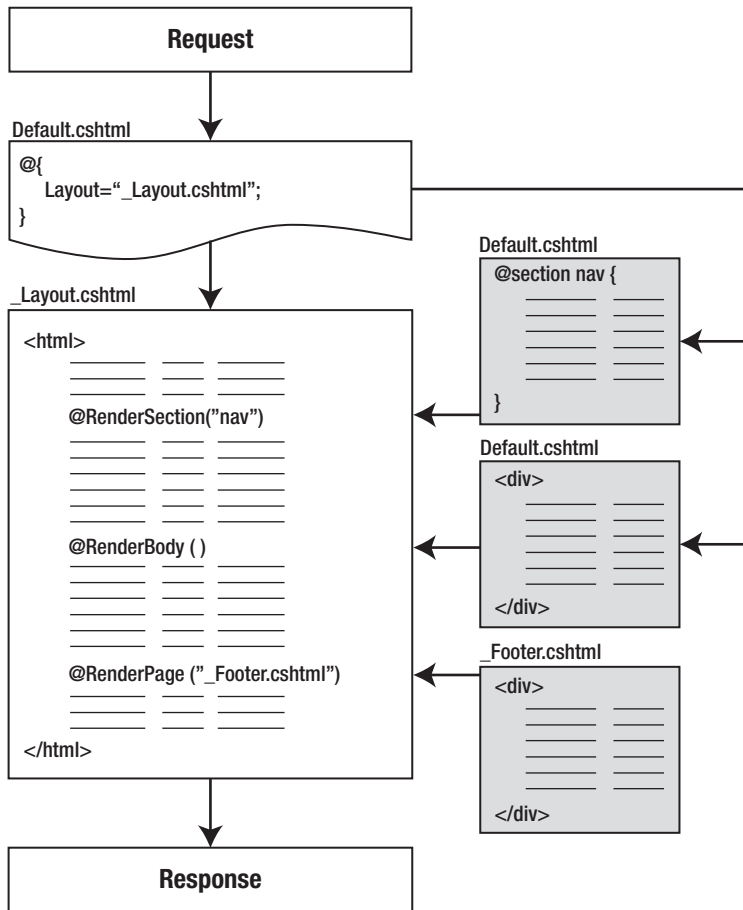 Request
Default.cshtml
@{
Layout=“_Layout.cshtml”;
}
_Layout.cshtml
<html>
@RenderSection(”nav”)
@RenderBody ( )
@RenderPage (”_Footer.cshtml”)
</html>
Default.cshtml
@section nav {
}
Default.cshtml
<div>
</div>
_Footer.cshtml
<div>
</div>
Response